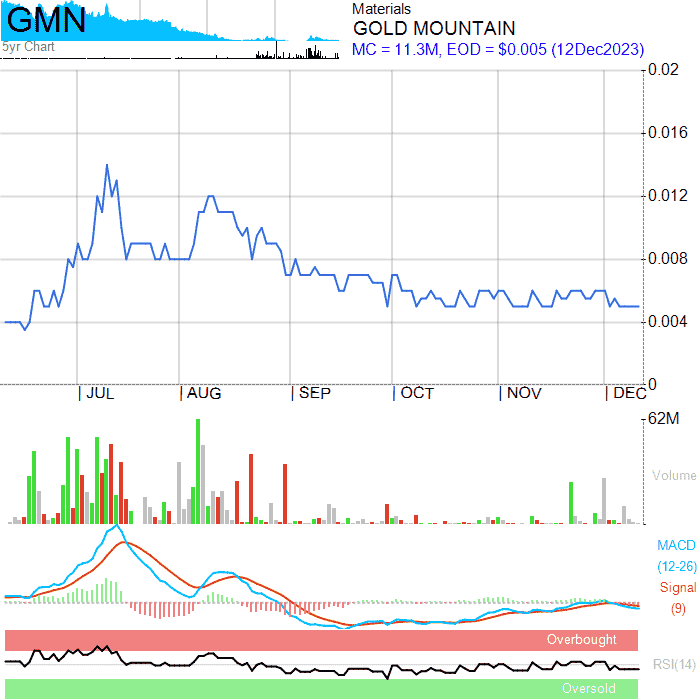 GMN
5yr Chart
Materials
GOLD MOUNTAIN
MC = 11.3M, EOD = $0.005 (12Dec2023)
0.02
0.016
0.012
0.008
0.004
0
JUL AUG SEP OCT NOV DEC
62M
Volume
MACD
(12-26)
Signal
(9)
Overbought
RSI(14)
Oversold